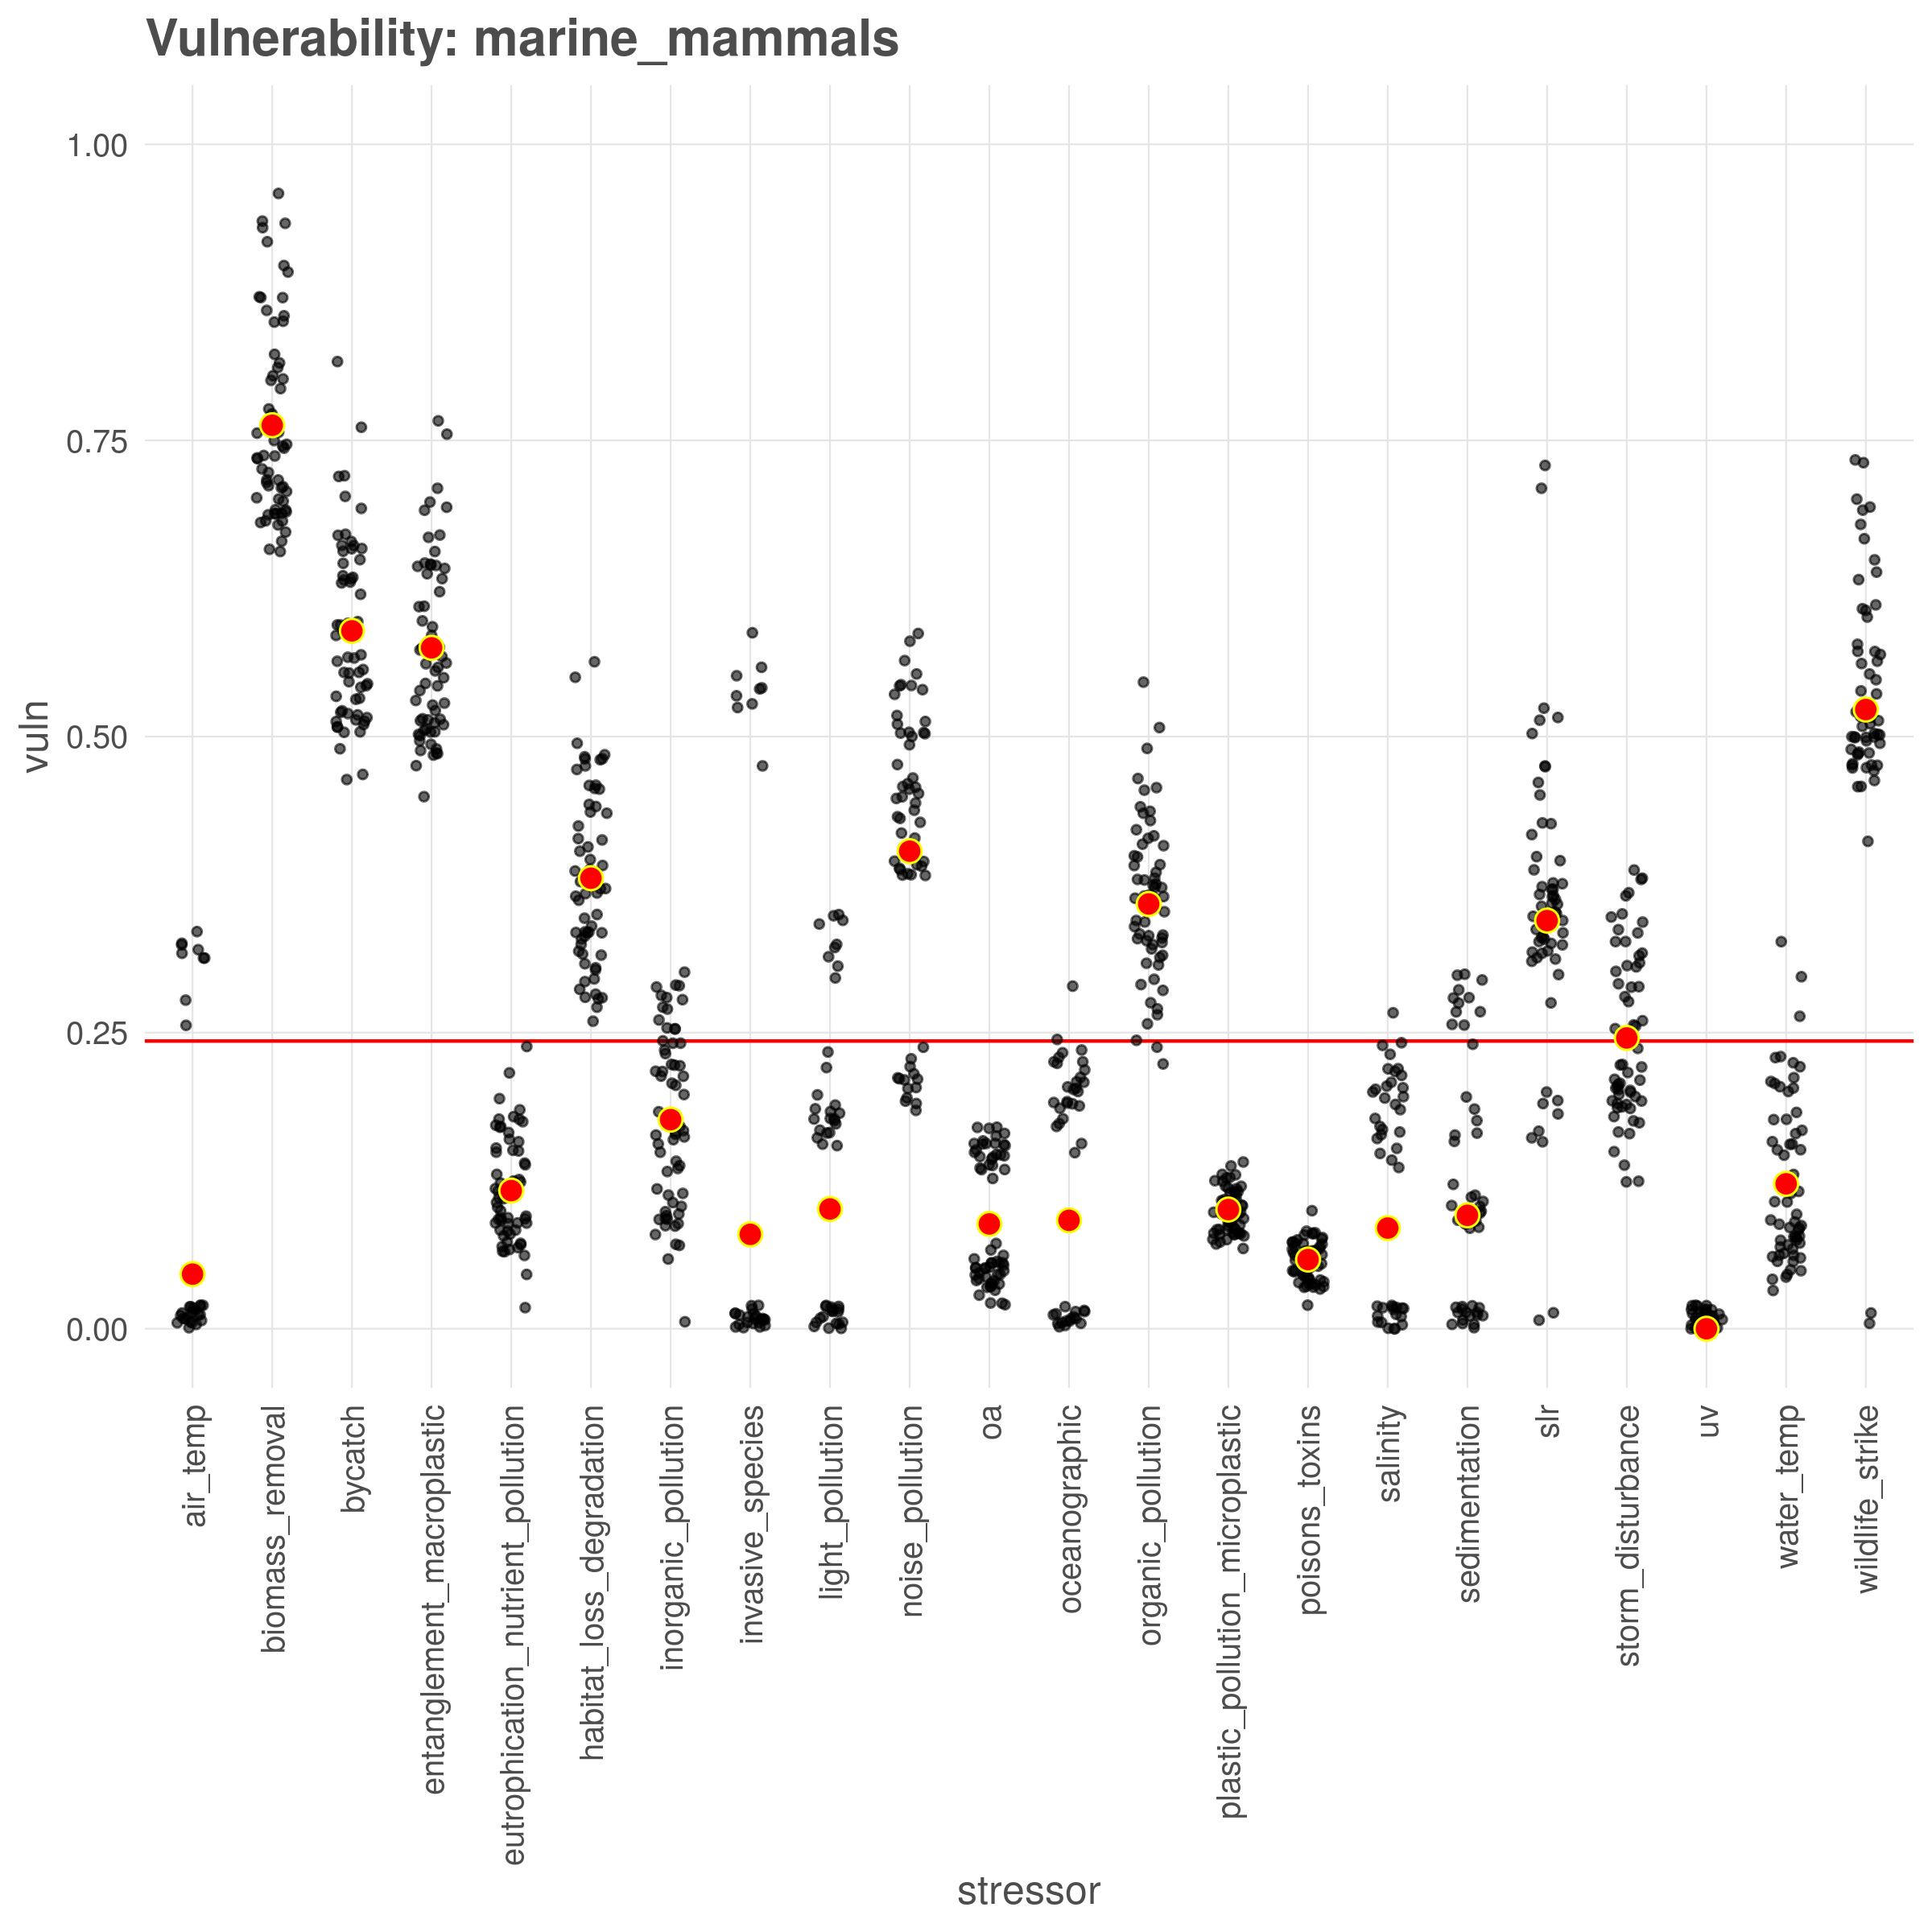 Vulnerability: marine_mammals
vuln
1.00
0.75
0.50
0.25
0.00
air_temp
biomass_removal
bycatch
entanglement_macroplastic
eutrophication_nutrient_pollution
habitat_loss_degradation
inorganic_pollution
invasive_species
light_pollution
noise_pollution
oa
oceanographic
organic_pollution
plastic_pollution_microplastic
poisons_toxins
salinity
sedimentation
slr
storm_disturbance
uv
water_temp
wildlife_strike
stressor